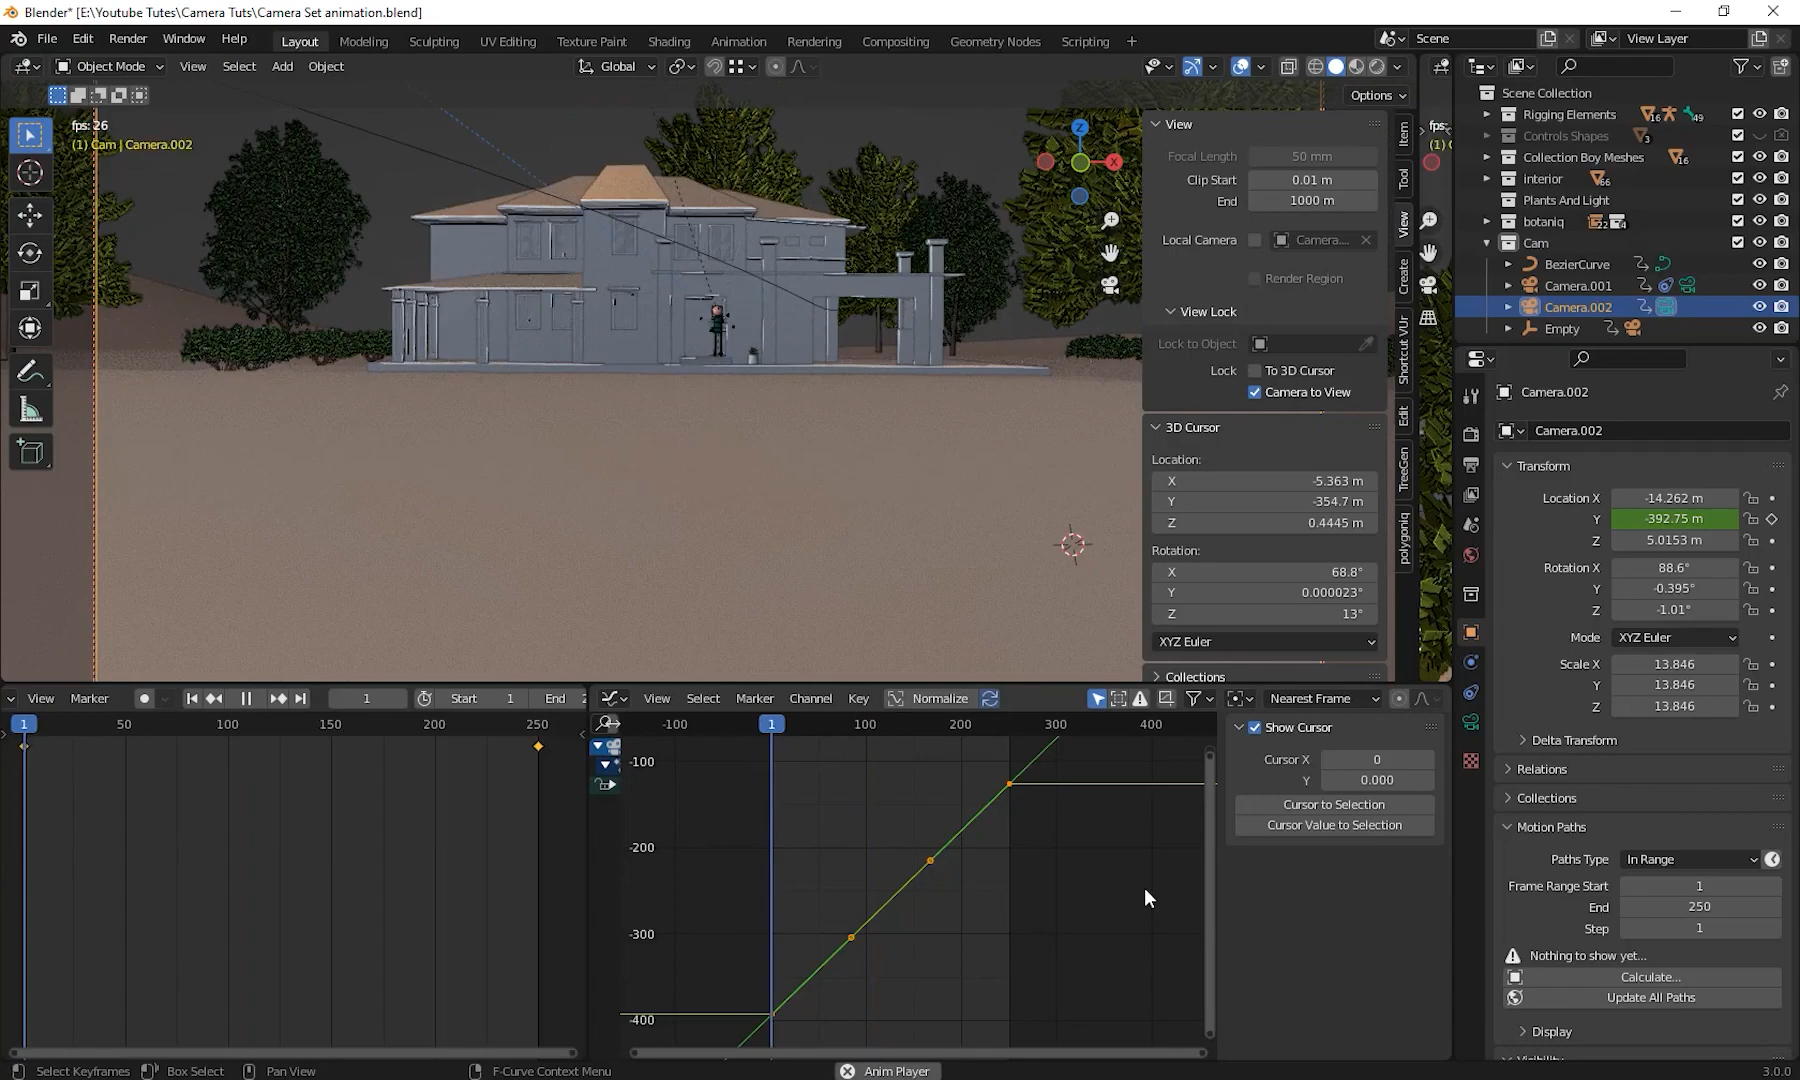 Blender* [E:\Youtube Tutes\Camera Tuts\Camera Set animation.blend]
File Edit Render Window Help Layout Modeling Sculpting UV Editing Texture Paint Shading Animation Rendering Compositing Geometry Nodes Scripting + Scene View Layer
Object Mode View Select Add Object Global
Options
fps: 26
(1) Cam | Camera.002
Z
X
View
Focal Length 50 mm
Clip Start 0.01 m
End 1000 m
Local Camera Camera....
Render Region
View Lock
Lock to Object
Lock To 3D Cursor
Camera to View
3D Cursor
Location:
X -5.363 m
Y -354.7 m
Z 0.4445 m
Rotation:
X 68.8°
Y 0.000023°
Z 13°
XYZ Euler
Collections
Item
Tool
View
Create
Shortcut VUr
Edit
TreeGen
polygoniq
fps:
Scene Collection
Rigging Elements 16 49
Controls Shapes 3
Collection Boy Meshes 16
interior 66
Plants And Light
botaniq 22 4
Cam
BezierCurve
Camera.001
Camera.002
Empty
Camera.002
Camera.002
Transform
Location X -14.262 m
Y -392.75 m
Z 5.0153 m
Rotation X 88.6°
Y -0.395°
Z -1.01°
Mode XYZ Euler
Scale X 13.846
Y 13.846
Z 13.846
Delta Transform
Relations
Collections
Motion Paths
Paths Type In Range
Frame Range Start 1
End 250
Step 1
Nothing to show yet...
Calculate...
Update All Paths
Display
View Marker 1 Start 1 End
1 50 100 150 200 250
View Select Marker Channel Key Normalize Nearest Frame
-100 1 100 200 300 400
-100
-200
-300
-400
Show Cursor
Cursor X 0
Y 0.000
Cursor to Selection
Cursor Value to Selection
Select Keyframes Box Select Pan View F-Curve Context Menu Anim Player 3.0.0